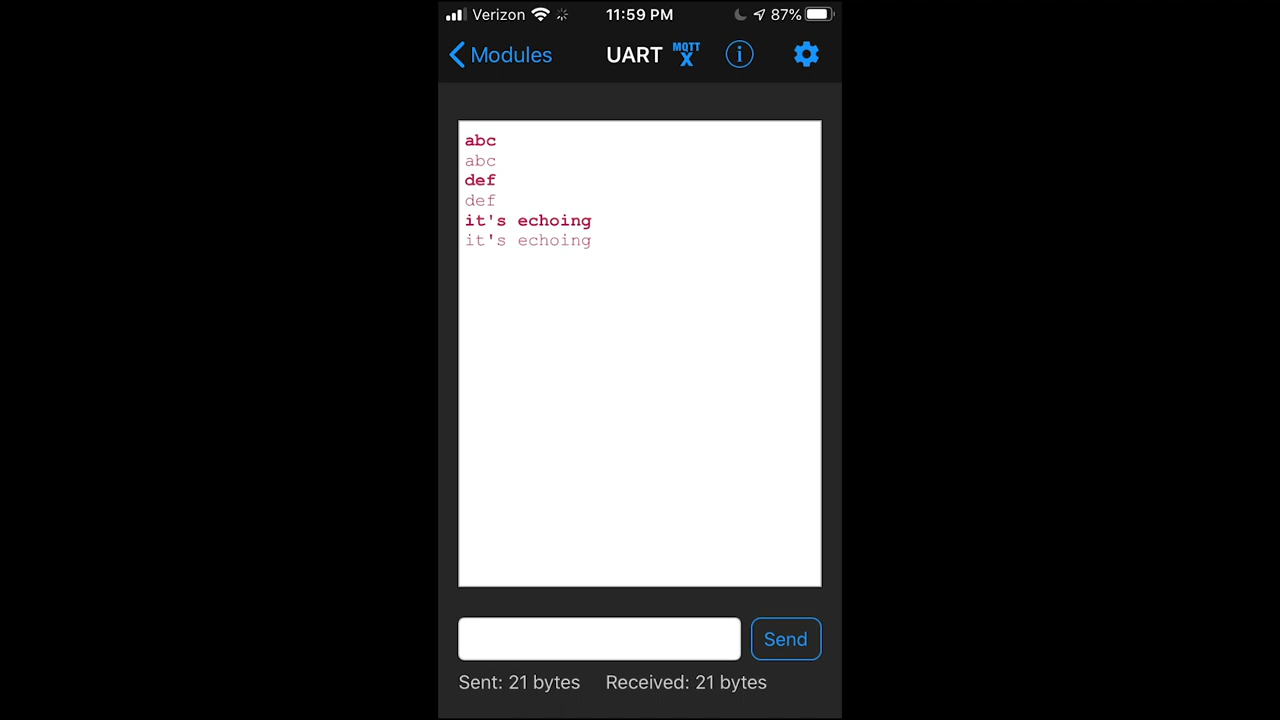 Verizon 11:59 PM 87%
Modules UART MQTT X i
abc
abc
def
def
it's echoing
it's echoing
Send
Sent: 21 bytes Received: 21 bytes